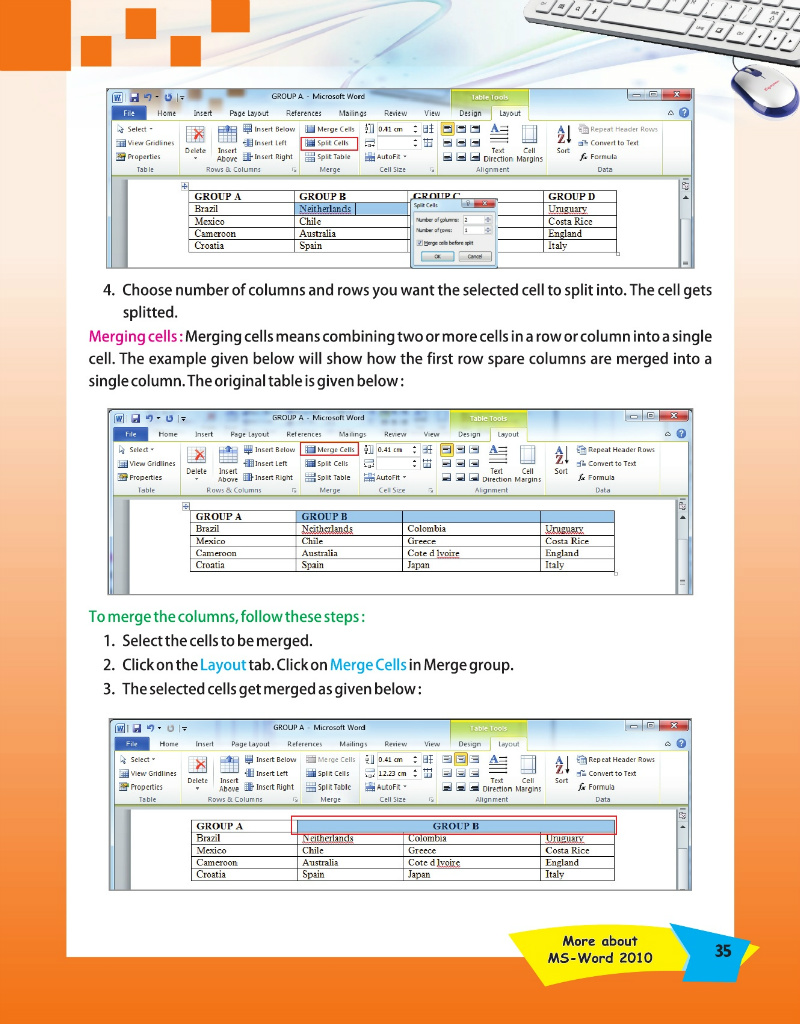 GROUP A - Microsoft Word
Table Tools
File Home Insert Page Layout References Mailings Review View Design Layout
Select Insert Below Merge Cells 0.41 cm Repeat Header Rows
View Gridlines Insert Left Split Cells Convert to Text
Properties Delete Insert Above Insert Right Split Table AutoFit Text Direction Cell Margins Sort Formula
Table Rows & Columns Merge Cell Size Alignment Data
GROUP A GROUP B GROUP C GROUP D
Brazil Neitherlands Uruguary
Mexico Chile Costa Rice
Cameroon Australia England
Croatia Spain Italy
Split Cells
Number of columns: 2
Number of rows: 1
Merge cells before split
OK Cancel
4. Choose number of columns and rows you want the selected cell to split into. The cell gets
splitted.
Merging cells : Merging cells means combining two or more cells in a row or column into a single
cell. The example given below will show how the first row spare columns are merged into a
single column. The original table is given below :
GROUP A - Microsoft Word
Table Tools
File Home Insert Page Layout References Mailings Review View Design Layout
Select Insert Below Merge Cells 0.41 cm Repeat Header Rows
View Gridlines Insert Left Split Cells Convert to Text
Properties Delete Insert Above Insert Right Split Table AutoFit Text Direction Cell Margins Sort Formula
Table Rows & Columns Merge Cell Size Alignment Data
GROUP A GROUP B
Brazil Neitherlands Colombia Uruguary
Mexico Chile Greece Costa Rice
Cameroon Australia Cote d Ivoire England
Croatia Spain Japan Italy
To merge the columns, follow these steps :
1. Select the cells to be merged.
2. Click on the Layout tab. Click on Merge Cells in Merge group.
3. The selected cells get merged as given below :
GROUP A - Microsoft Word
Table Tools
File Home Insert Page Layout References Mailings Review View Design Layout
Select Insert Below Merge Cells 0.41 cm Repeat Header Rows
View Gridlines Insert Left Split Cells 12.23 cm Convert to Text
Properties Delete Insert Above Insert Right Split Table AutoFit Text Direction Cell Margins Sort Formula
Table Rows & Columns Merge Cell Size Alignment Data
GROUP A GROUP B
Brazil Neitherlands Colombia Uruguary
Mexico Chile Greece Costa Rice
Cameroon Australia Cote d Ivoire England
Croatia Spain Japan Italy
More about
MS-Word 2010
35